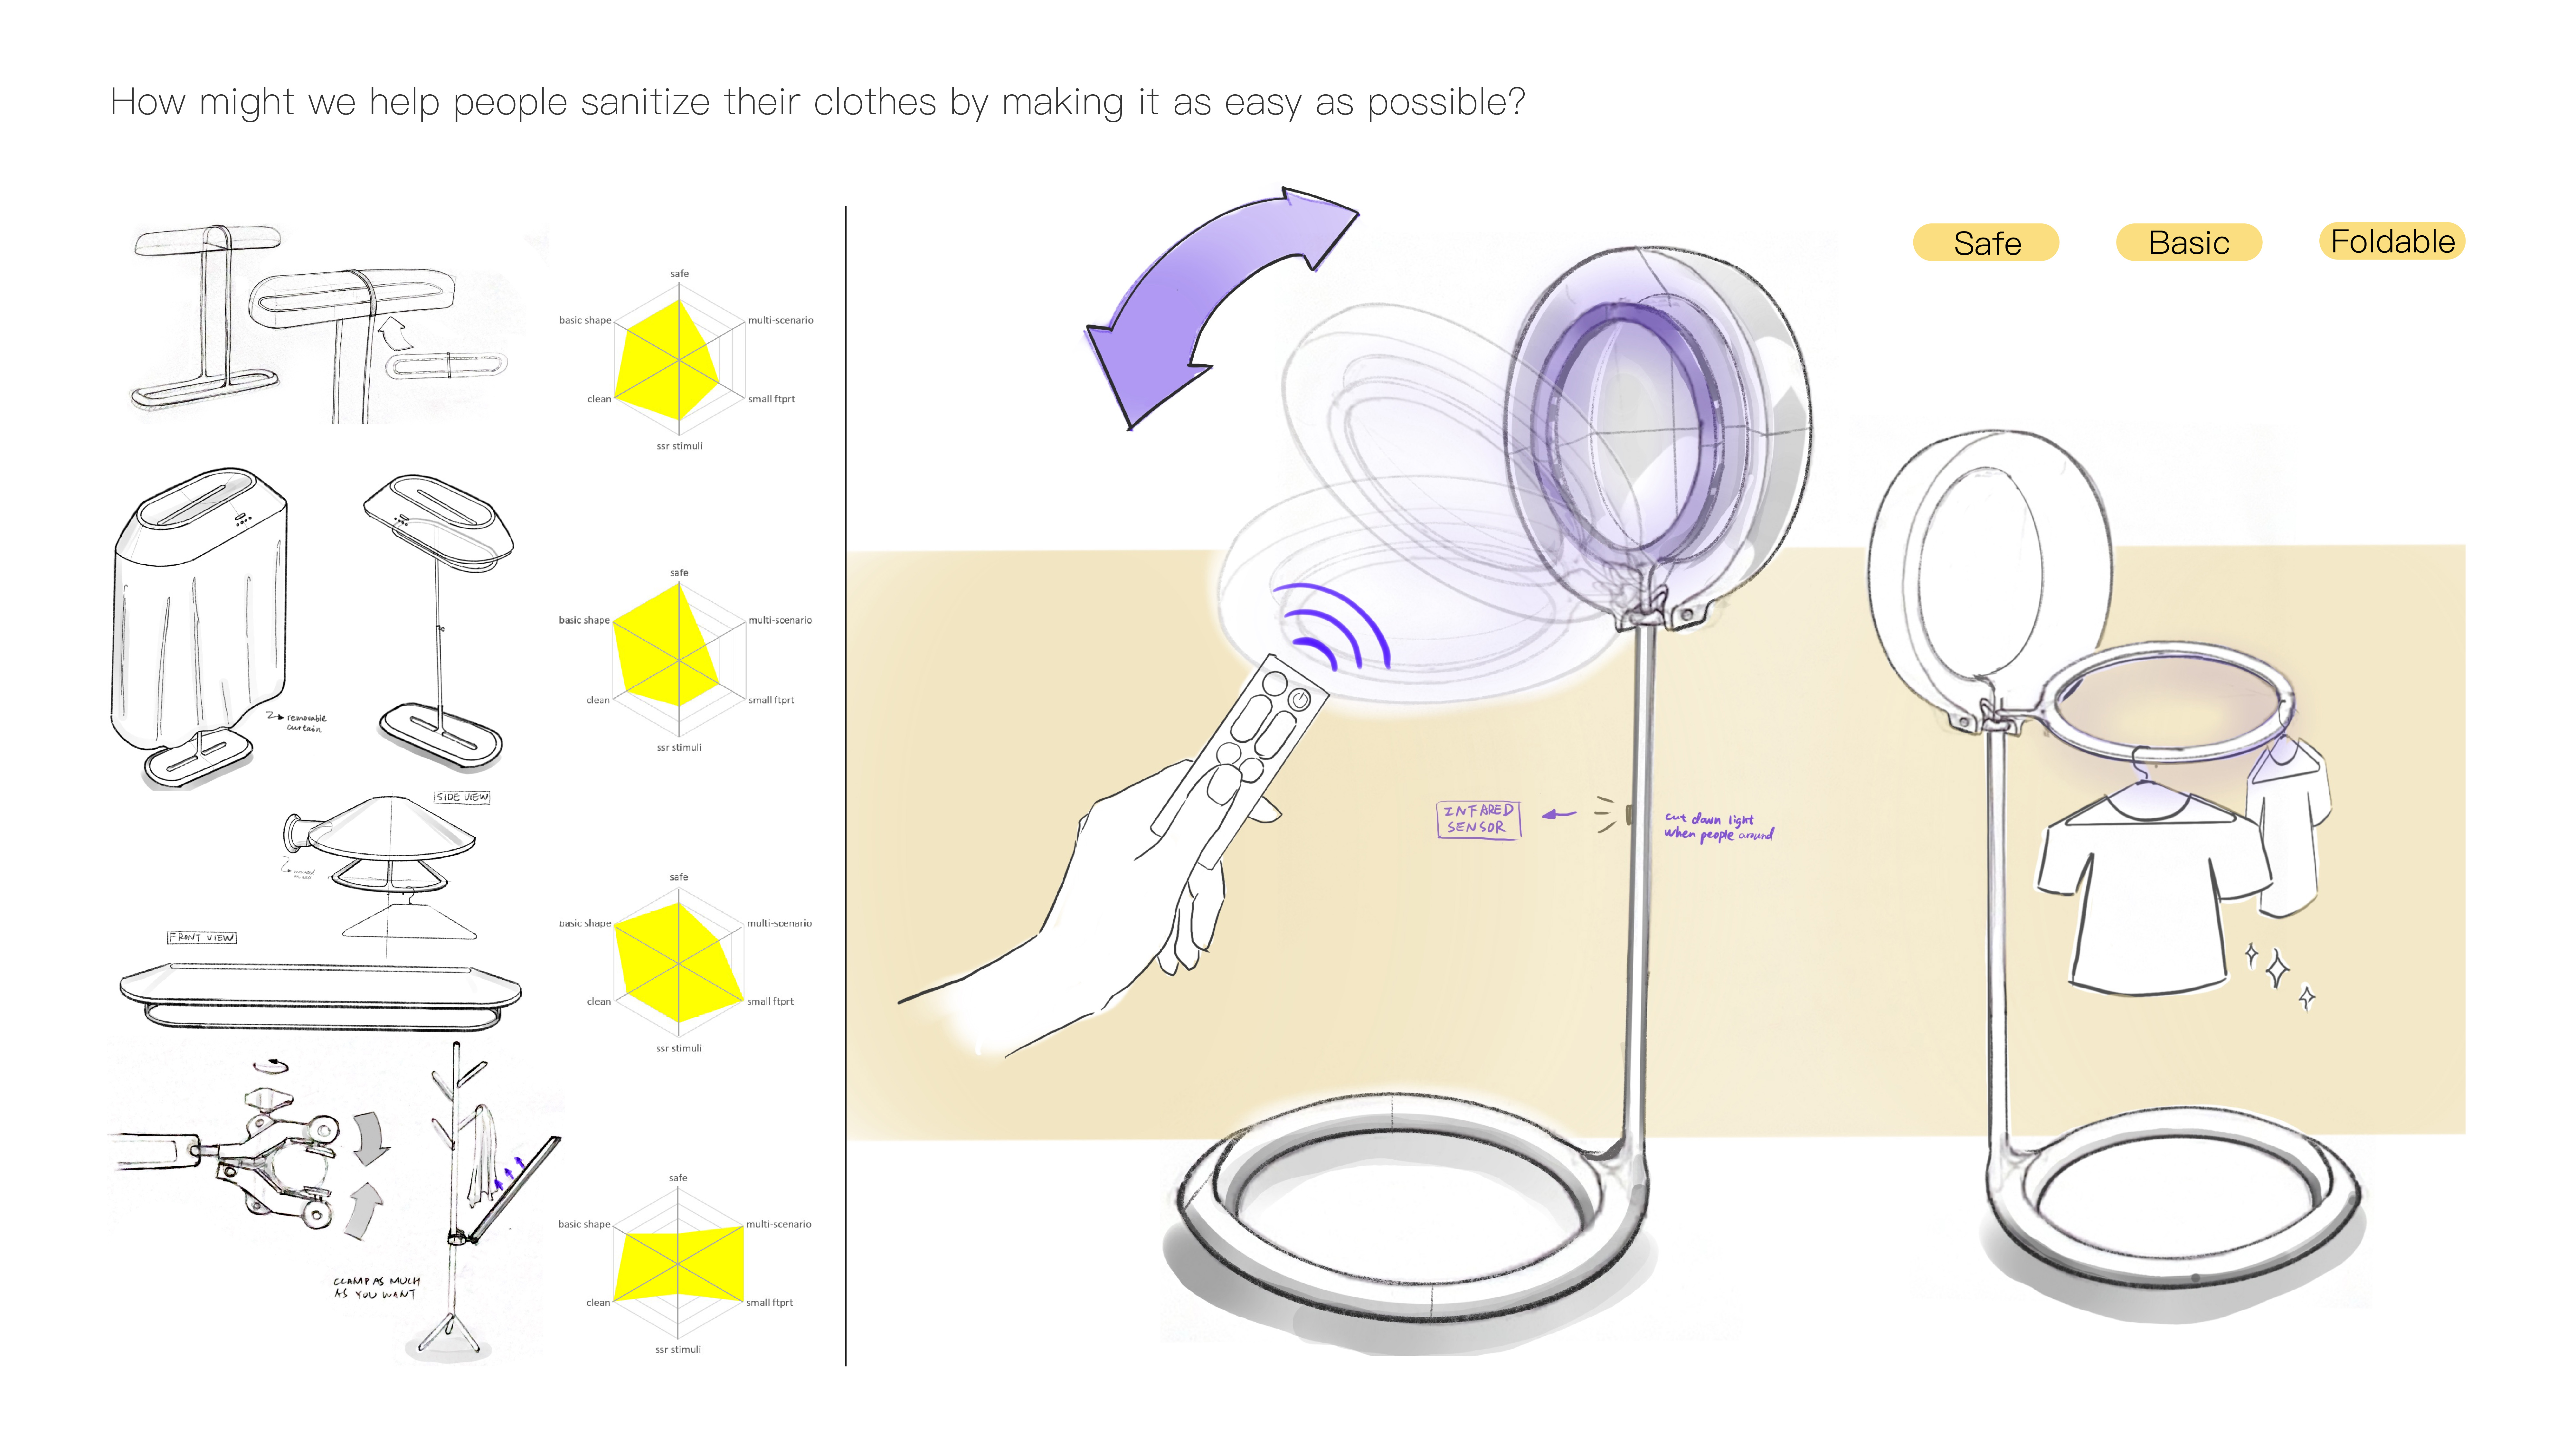 How might we help people sanitize their clothes by making it as easy as possible?
safe
basic shape
multi-scenario
clean
small ftprt
ssr stimuli
removable
curtain
safe
basic shape
multi-scenario
clean
small ftprt
ssr stimuli
SIDE VIEW
FRONT VIEW
safe
basic shape
multi-scenario
clean
small ftprt
ssr stimuli
CLAMP AS MUCH
AS YOU WANT
safe
basic shape
multi-scenario
clean
small ftprt
ssr stimuli
Safe
Basic
Foldable
INFARED
SENSOR
cut down light
when people around